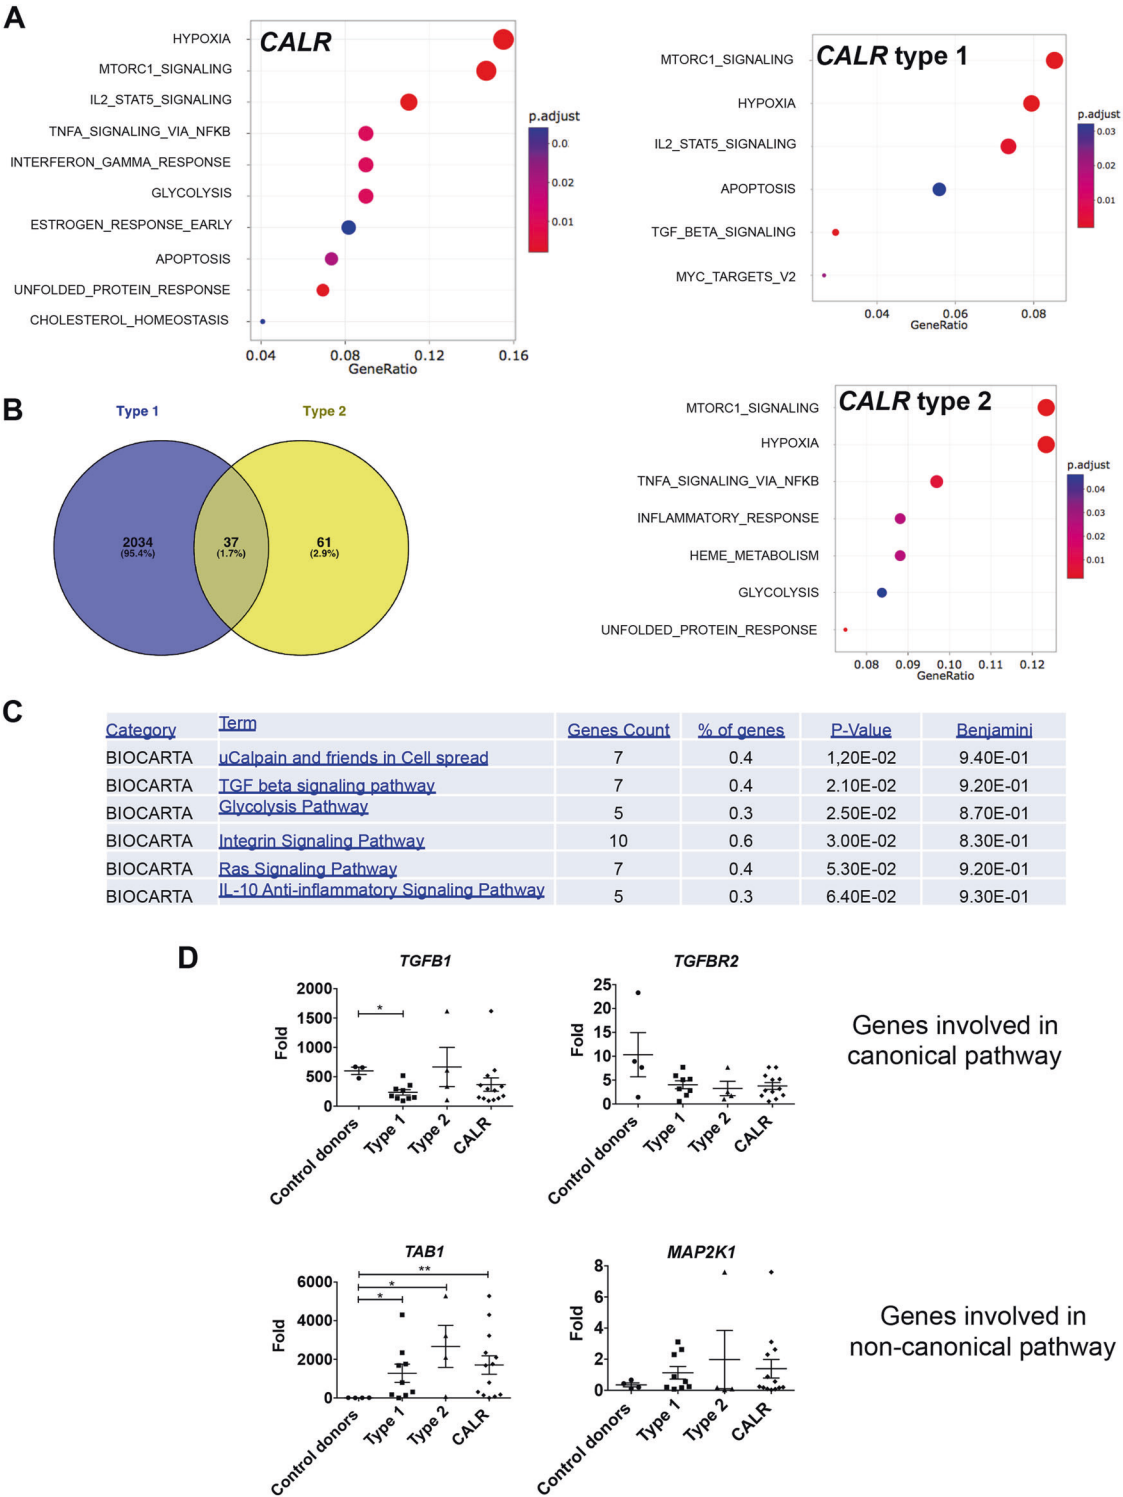 A
CALR
HYPOXIA
MTORC1_SIGNALING
IL2_STAT5_SIGNALING
TNFA_SIGNALING_VIA_NFKB
INTERFERON_GAMMA_RESPONSE
GLYCOLYSIS
ESTROGEN_RESPONSE_EARLY
APOPTOSIS
UNFOLDED_PROTEIN_RESPONSE
CHOLESTEROL_HOMEOSTASIS
0.04 0.08 0.12 0.16
GeneRatio
p.adjust
0.0
0.02
0.01
CALR type 1
MTORC1_SIGNALING
HYPOXIA
IL2_STAT5_SIGNALING
APOPTOSIS
TGF_BETA_SIGNALING
MYC_TARGETS_V2
0.04 0.06 0.08
GeneRatio
p.adjust
0.03
0.02
0.01
CALR type 2
MTORC1_SIGNALING
HYPOXIA
TNFA_SIGNALING_VIA_NFKB
INFLAMMATORY_RESPONSE
HEME_METABOLISM
GLYCOLYSIS
UNFOLDED_PROTEIN_RESPONSE
0.08 0.09 0.10 0.11 0.12
GeneRatio
p.adjust
0.04
0.03
0.02
0.01
B
Type 1 Type 2
2034 37 61
(95.4%) (1.7%) (2.9%)
C
Category Term Genes Count % of genes P-Value Benjamini
BIOCARTA uCalpain and friends in Cell spread 7 0.4 1,20E-02 9.40E-01
BIOCARTA TGF beta signaling pathway 7 0.4 2.10E-02 9.20E-01
BIOCARTA Glycolysis Pathway 5 0.3 2.50E-02 8.70E-01
BIOCARTA Integrin Signaling Pathway 10 0.6 3.00E-02 8.30E-01
BIOCARTA Ras Signaling Pathway 7 0.4 5.30E-02 9.20E-01
BIOCARTA IL-10 Anti-inflammatory Signaling Pathway 5 0.3 6.40E-02 9.30E-01
D
TGFB1
2000
1500
1000
500
0
Fold
*
Control donors Type 1 Type 2 CALR
TGFBR2
25
20
15
10
5
0
Fold
Control donors Type 1 Type 2 CALR
Genes involved in
canonical pathway
TAB1
6000
4000
2000
0
Fold
**
*
*
Control donors Type 1 Type 2 CALR
MAP2K1
8
6
4
2
0
Fold
Control donors Type 1 Type 2 CALR
Genes involved in
non-canonical pathway